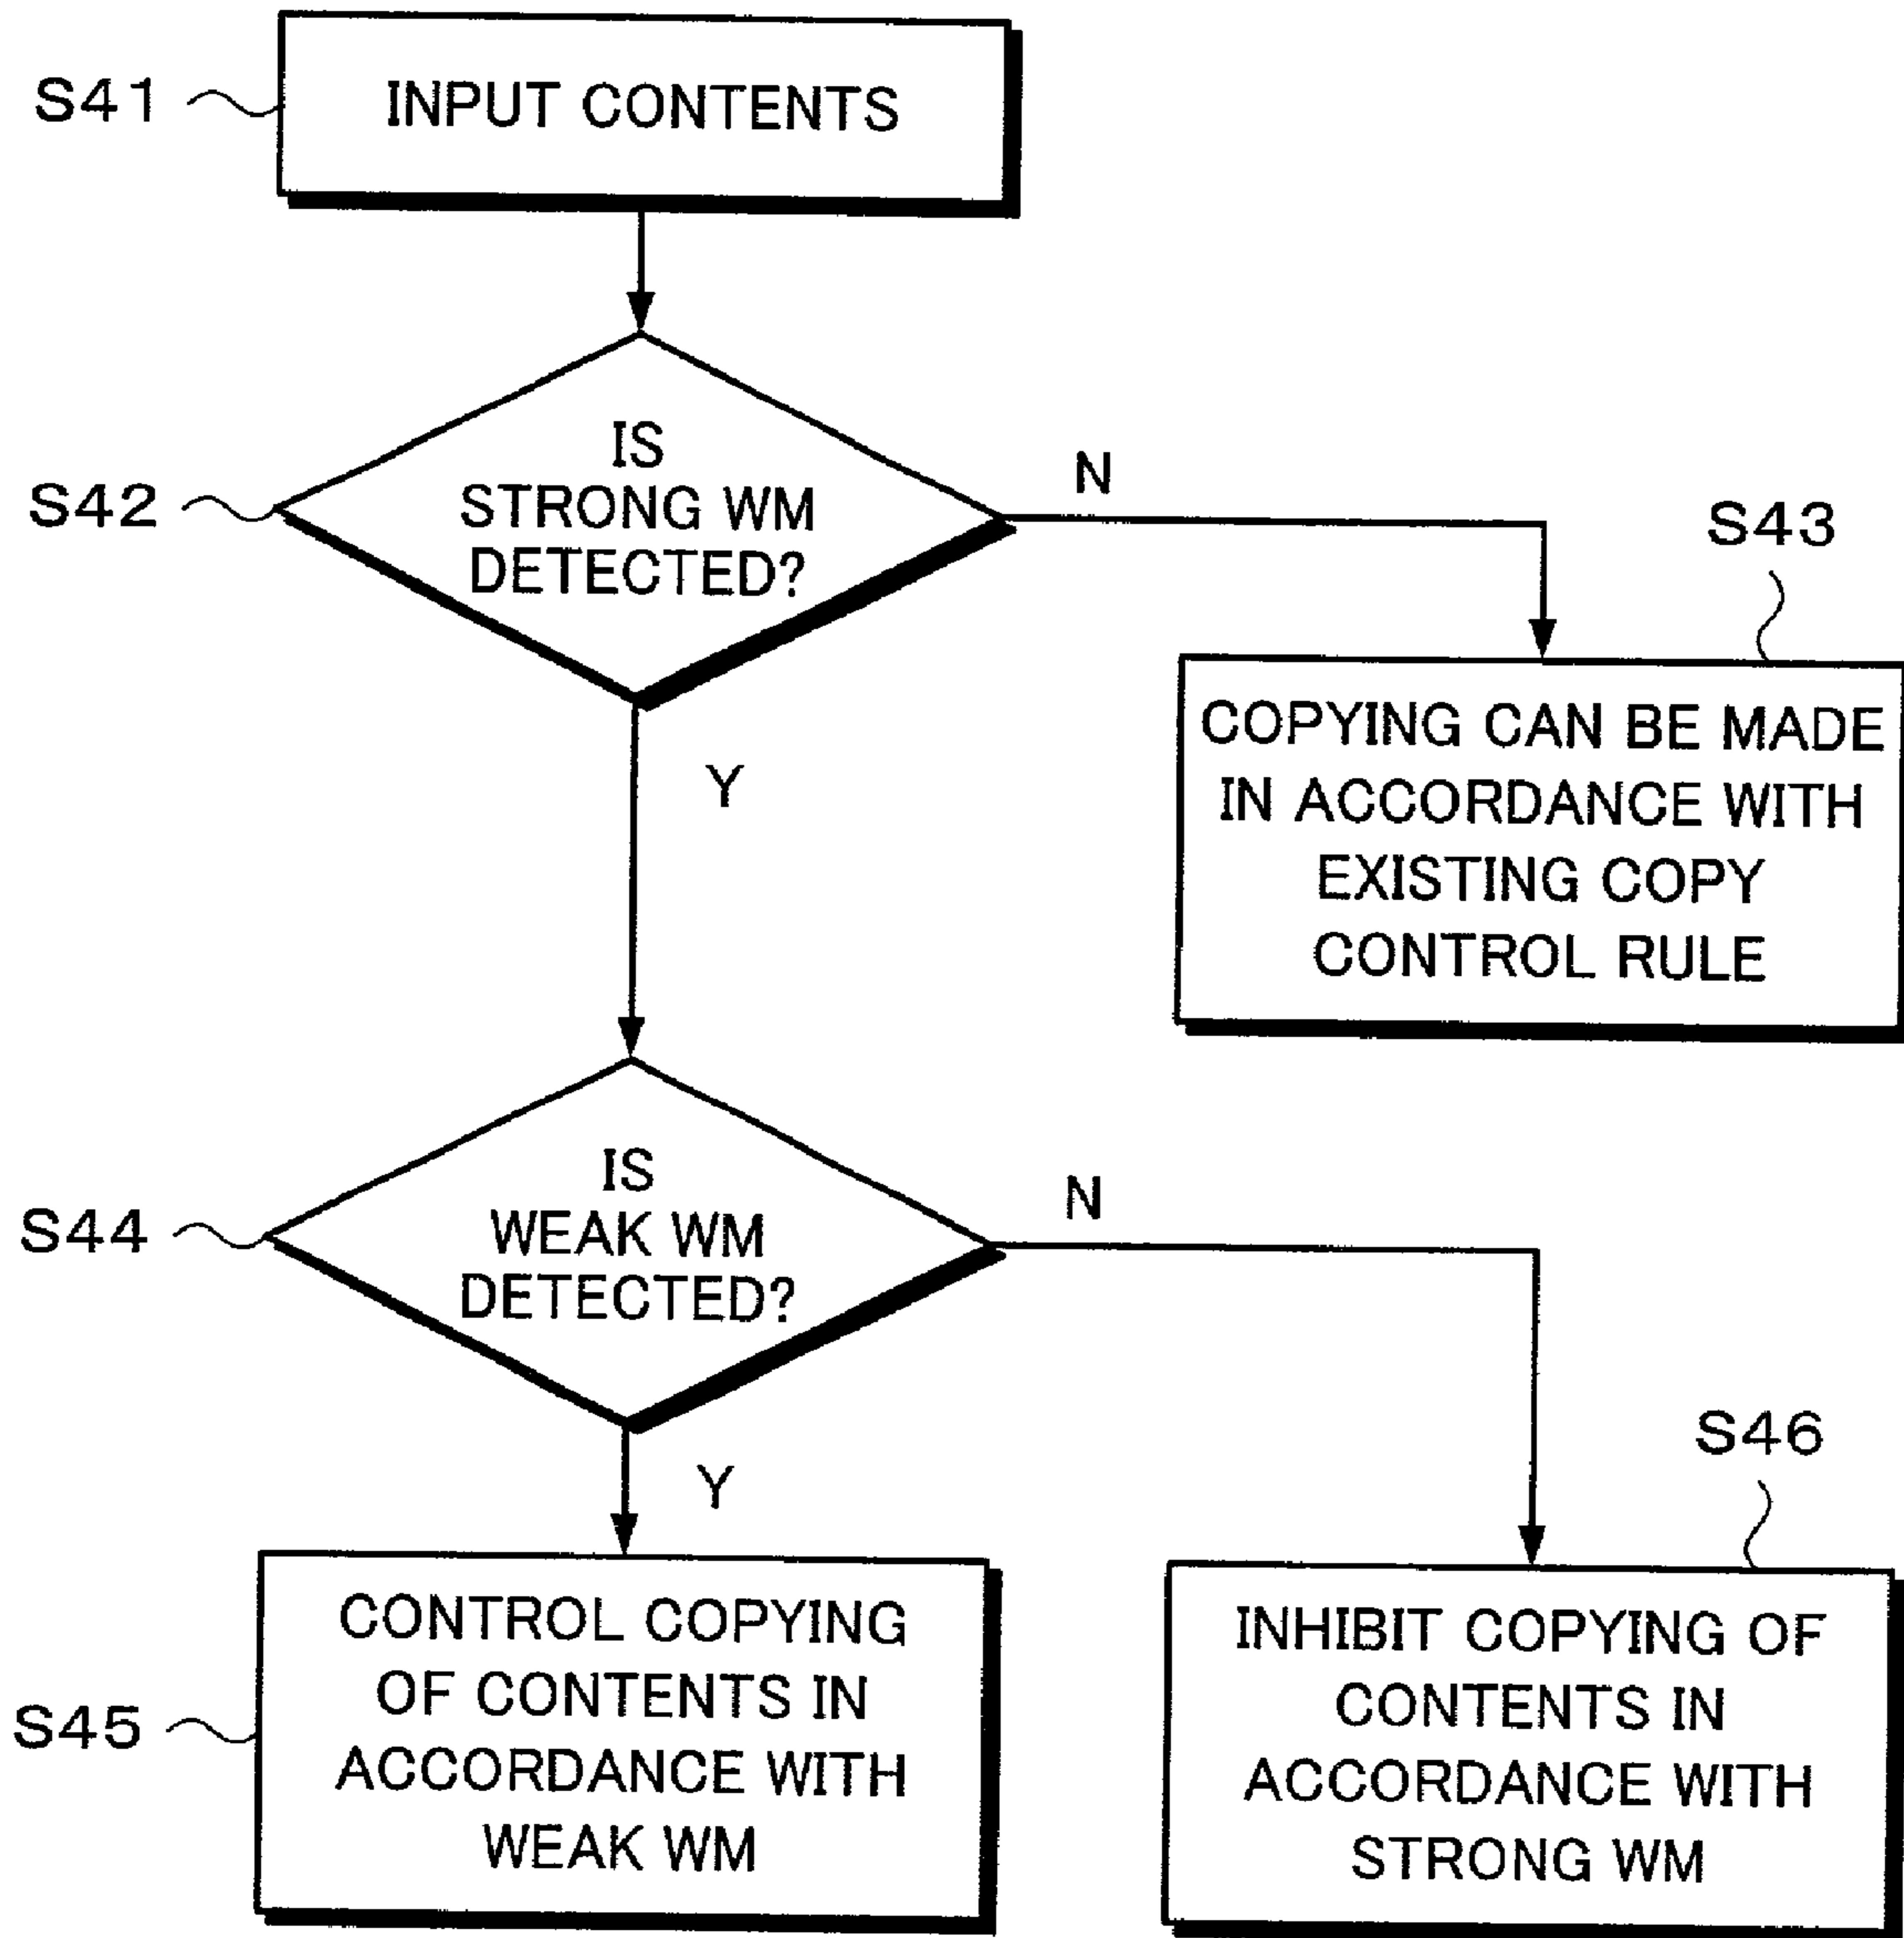 S41
INPUT CONTENTS
S42
IS
STRONG WM
DETECTED?
N
Y
S43
COPYING CAN BE MADE
IN ACCORDANCE WITH
EXISTING COPY
CONTROL RULE
S44
IS
WEAK WM
DETECTED?
N
Y
S45
CONTROL COPYING
OF CONTENTS IN
ACCORDANCE WITH
WEAK WM
S46
INHIBIT COPYING OF
CONTENTS IN
ACCORDANCE WITH
STRONG WM